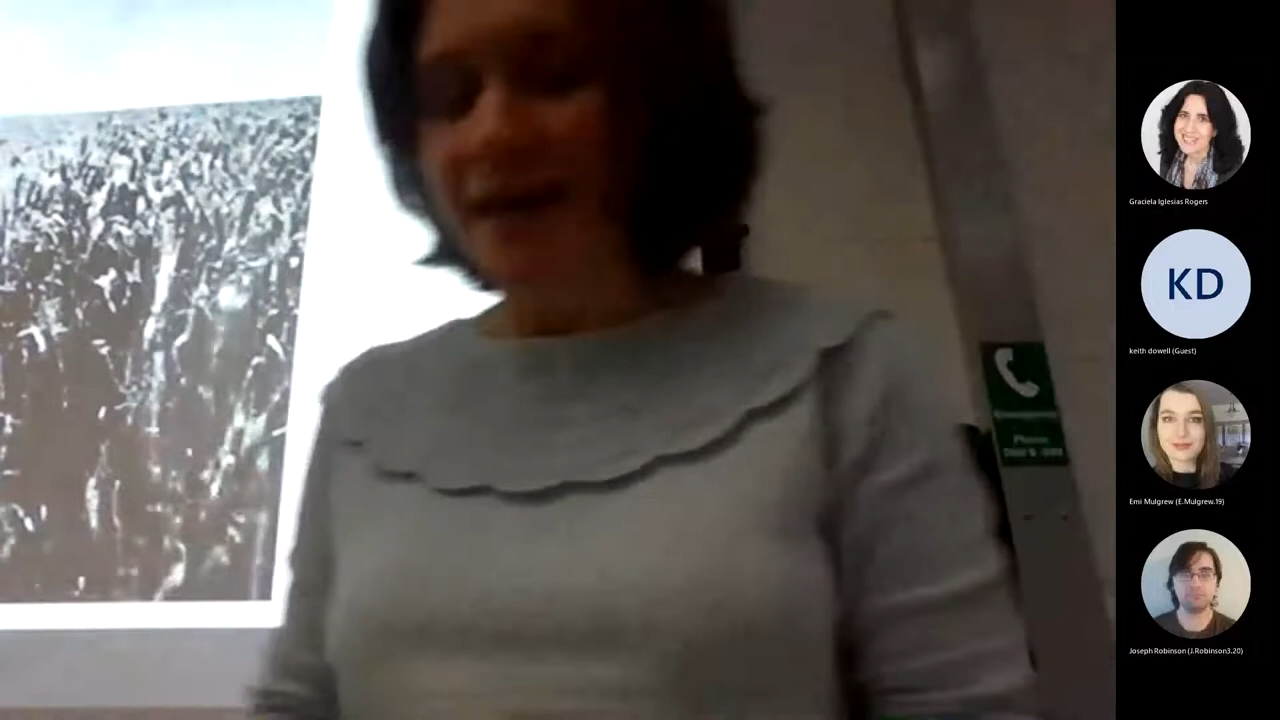 Graciela Iglesias Rogers
KD
keith dowell (Guest)
Emi Mulgrew (E.Mulgrew.19)
Joseph Robinson (J.Robinson3.20)